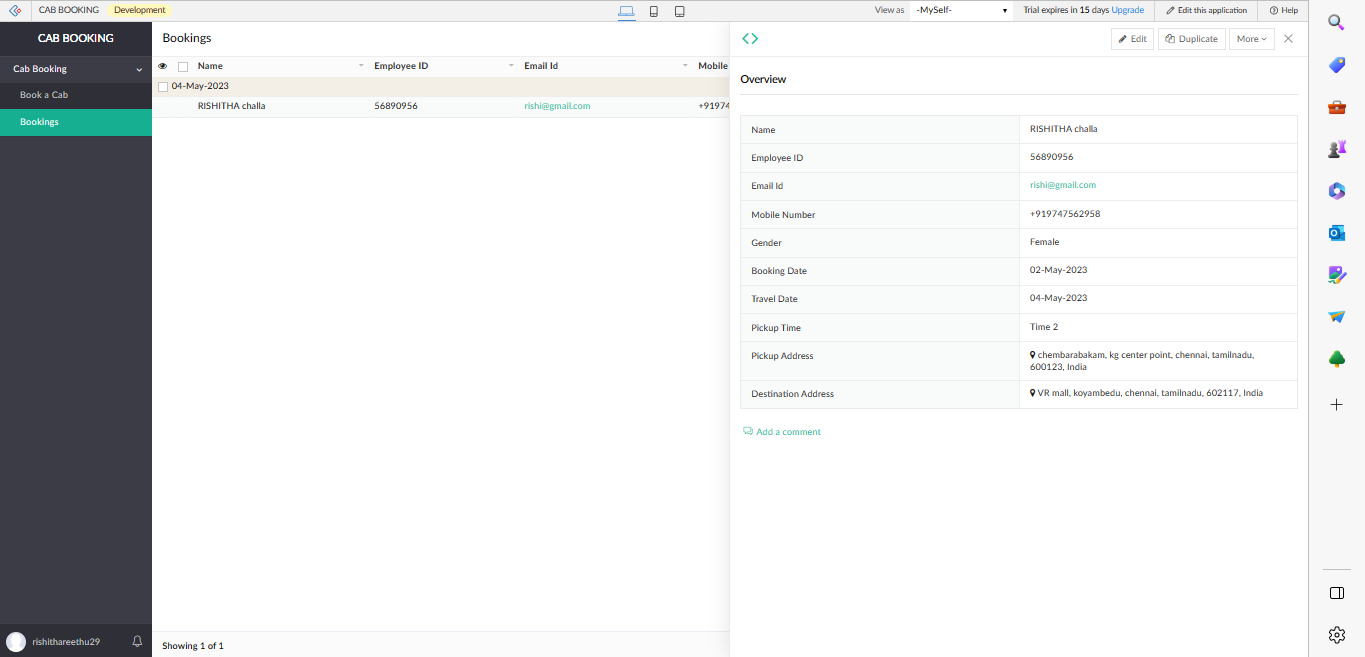 CAB BOOKING Development View as -MySelf- Trial expires in 15 days Upgrade Edit this application Help
CAB BOOKING
Cab Booking
Book a Cab
Bookings
rishithareethu29
Bookings
Name Employee ID Email Id Mobile
04-May-2023
RISHITHA challa 56890956 rishi@gmail.com +91974
Showing 1 of 1
Edit Duplicate More
Overview
Name RISHITHA challa
Employee ID 56890956
Email Id rishi@gmail.com
Mobile Number +919747562958
Gender Female
Booking Date 02-May-2023
Travel Date 04-May-2023
Pickup Time Time 2
Pickup Address chembarabakam, kg center point, chennai, tamilnadu,
600123, India
Destination Address VR mall, koyambedu, chennai, tamilnadu, 602117, India
Add a comment